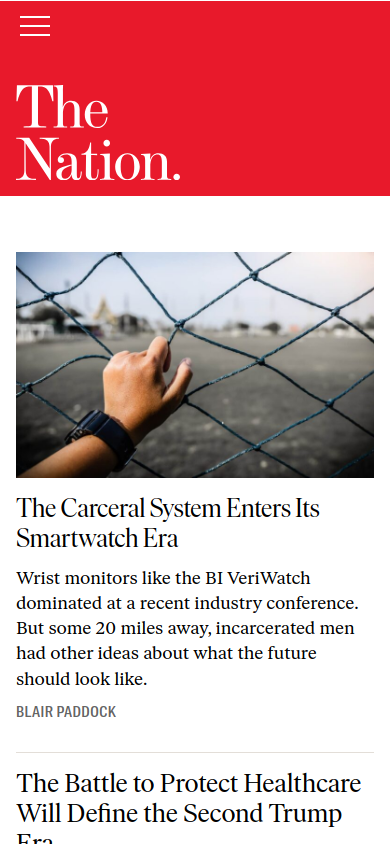 The
Nation.
The Carceral System Enters Its
Smartwatch Era
Wrist monitors like the BI VeriWatch
dominated at a recent industry conference.
But some 20 miles away, incarcerated men
had other ideas about what the future
should look like.
BLAIR PADDOCK
The Battle to Protect Healthcare
Will Define the Second Trump
Era